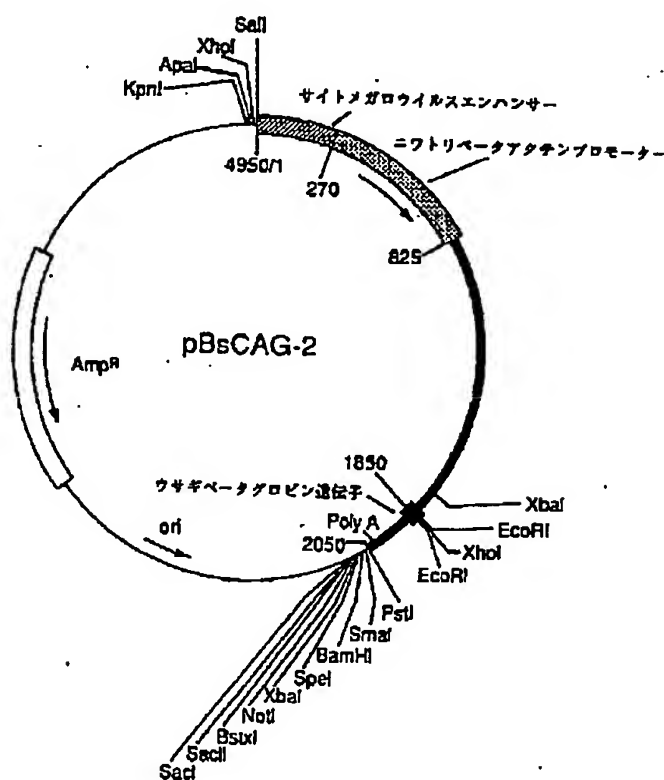 SalI
XhoI
ApaI
KpnI
サイトメガロウイルスエンハンサー
ニワトリベータアクチンプロモーター
4950/1
270
825
pBsCAG-2
AmpR
1850
ウサギベータグロビン遺伝子
XbaI
EcoRI
XhoI
EcoRI
Poly A
2050
ori
PstI
SmaI
BamHI
SpeI
XbaI
NotI
BstXI
SacII
SacI